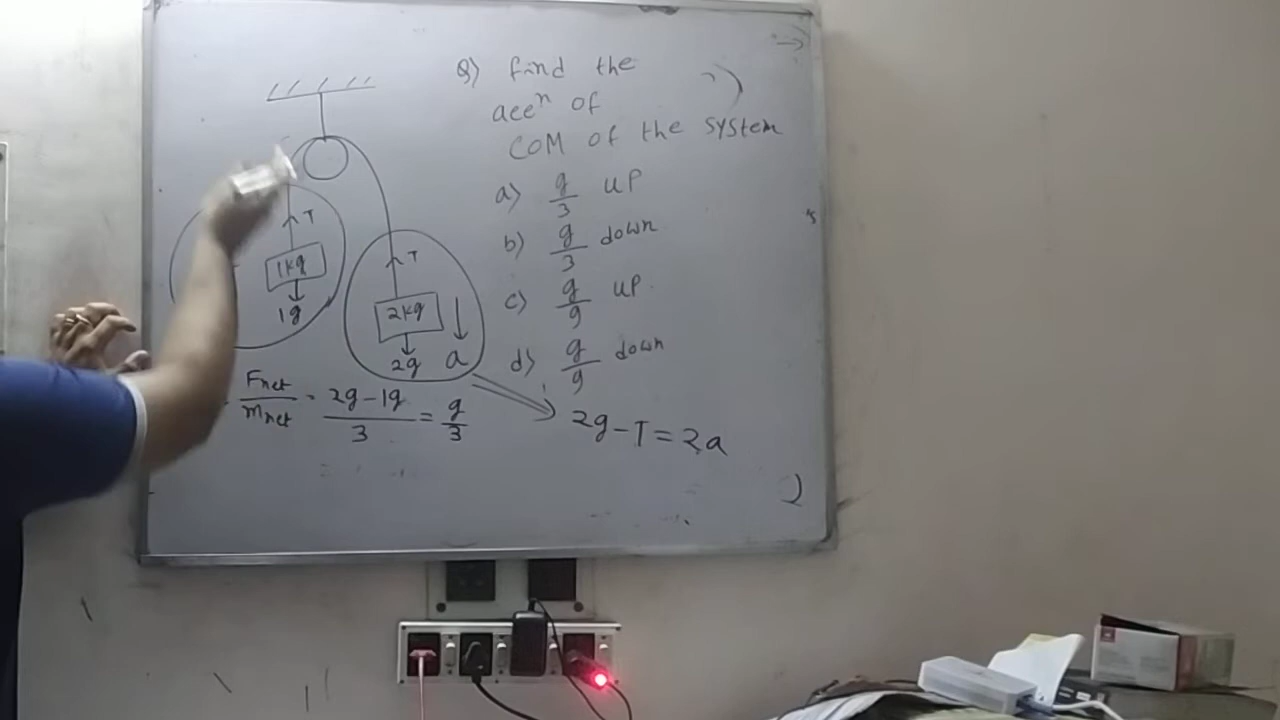 Q) find the
accⁿ of
COM of the system
a) g/3 up
b) g/3 down
c) g/9 up
d) g/9 down
T
1kg
1g
T
2kg
2g a
Fnet/mnet = (2g-1g)/3 = g/3
2g-T=2a